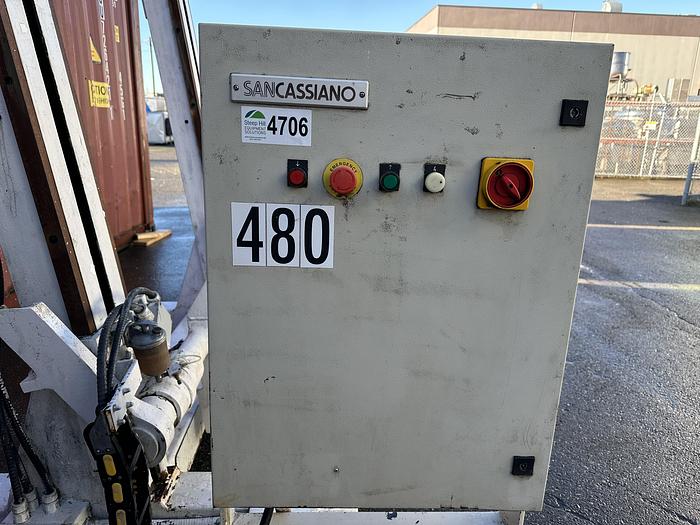 SANCASSIANO
Steep Hill
EQUIPMENT
SOLUTIONS
4706
EMERGENCY
480